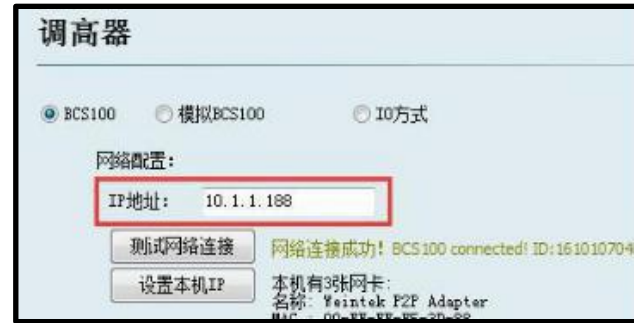 调高器
BCS100 模拟BCS100 IO方式
网络配置：
IP地址： 10.1.1.188
测试网络连接 网络连接成功！BCS100 connected! ID:161010704
设置本机IP 本机有3张网卡：
名称: Weintek P2P Adapter